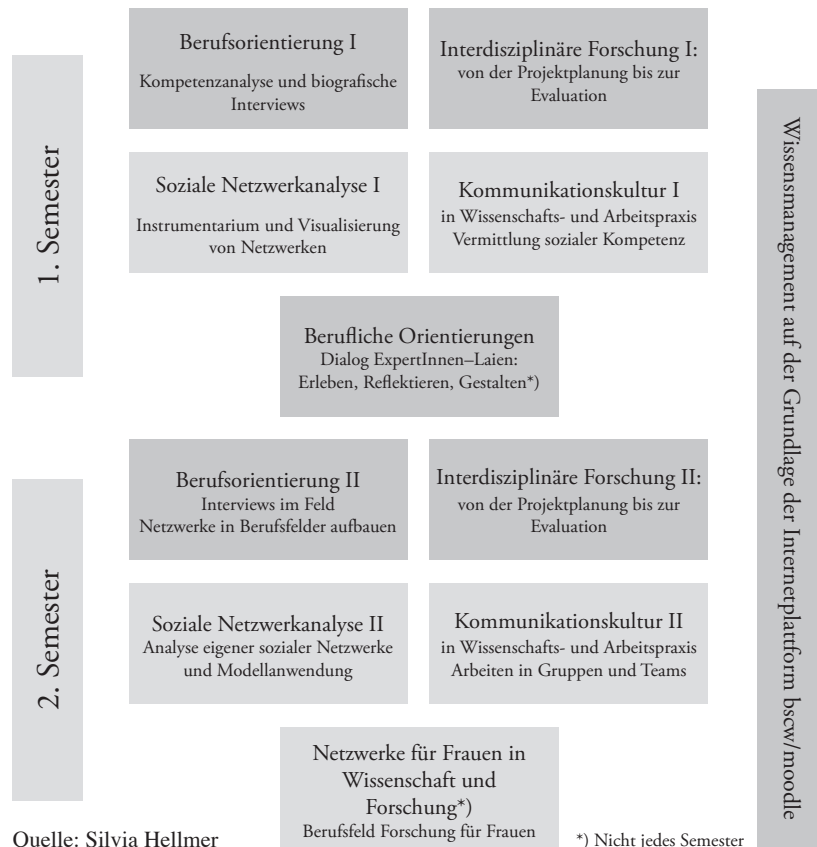 1. Semester
Berufsorientierung I
Kompetenzanalyse und biografische
Interviews
Interdisziplinäre Forschung I:
von der Projektplanung bis zur
Evaluation
Soziale Netzwerkanalyse I
Instrumentarium und Visualisierung
von Netzwerken
Kommunikationskultur I
in Wissenschafts- und Arbeitspraxis
Vermittlung sozialer Kompetenz
Berufliche Orientierungen
Dialog ExpertInnen–Laien:
Erleben, Reflektieren, Gestalten*)
2. Semester
Berufsorientierung II
Interviews im Feld
Netzwerke in Berufsfelder aufbauen
Interdisziplinäre Forschung II:
von der Projektplanung bis zur
Evaluation
Soziale Netzwerkanalyse II
Analyse eigener sozialer Netzwerke
und Modellanwendung
Kommunikationskultur II
in Wissenschafts- und Arbeitspraxis
Arbeiten in Gruppen und Teams
Netzwerke für Frauen in
Wissenschaft und
Forschung*)
Berufsfeld Forschung für Frauen
Wissensmanagement auf der Grundlage der Internetplattform bscw/moodle
Quelle: Silvia Hellmer
*) Nicht jedes Semester